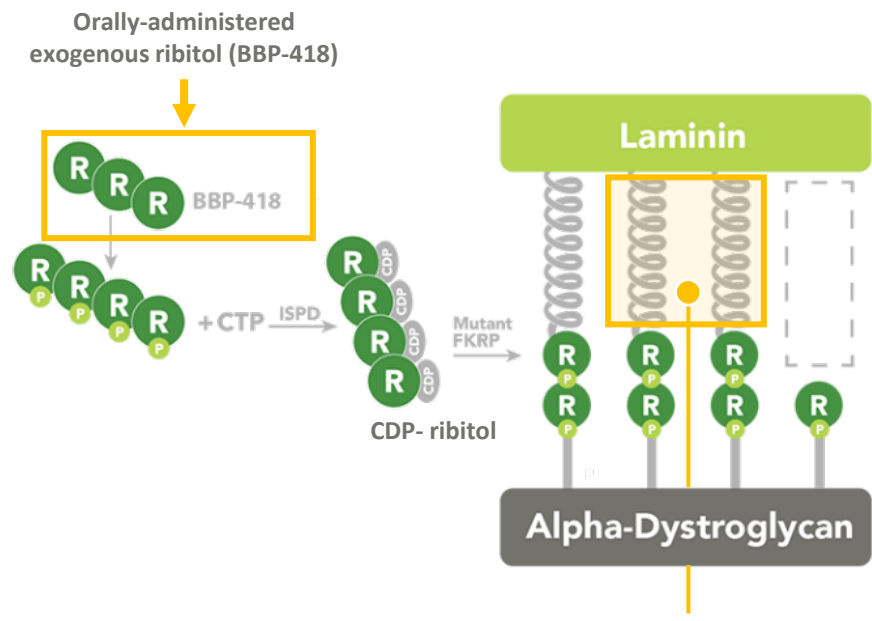 Orally-administered
exogenous ribitol (BBP-418)
Laminin
R
R
R
BBP-418
R
P
R
P
R
P
R
P
+ CTP
ISPD
R
CDP
R
CDP
R
CDP
R
CDP
CDP- ribitol
Mutant
FKRP
R
P
R
P
R
P
R
P
R
P
R
P
R
P
P
Alpha-Dystroglycan